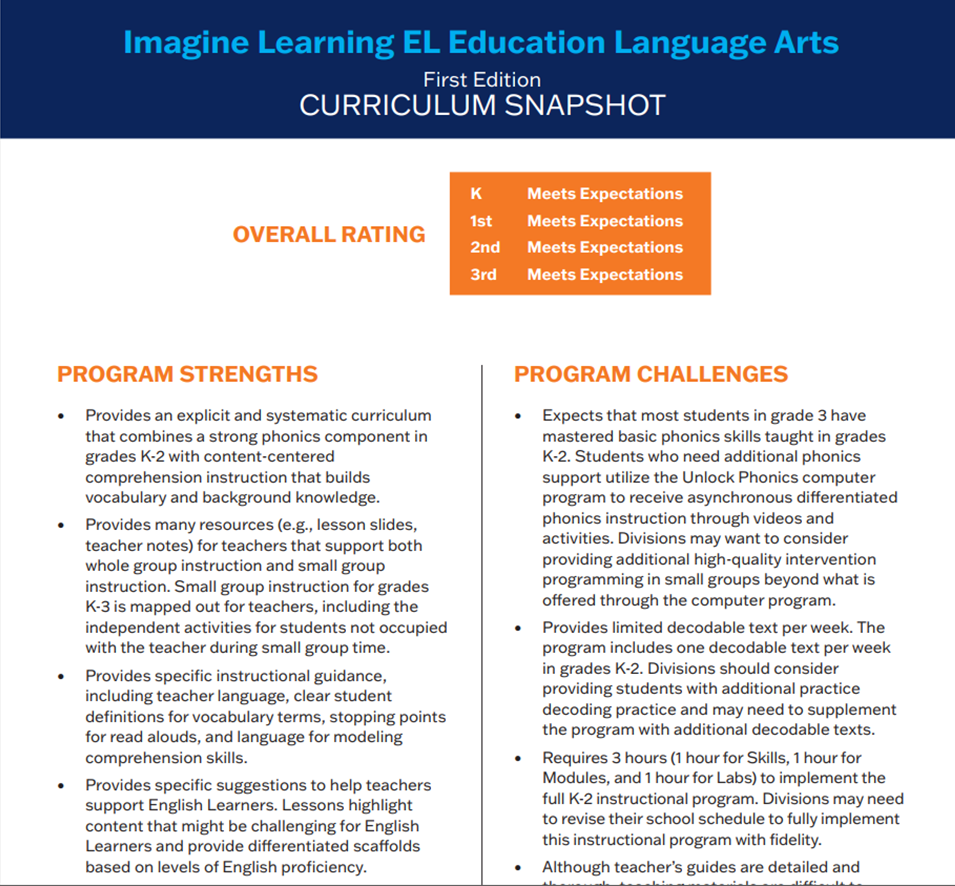 Imagine Learning EL Education Language Arts
First Edition
CURRICULUM SNAPSHOT
OVERALL RATING
K Meets Expectations
1st Meets Expectations
2nd Meets Expectations
3rd Meets Expectations
PROGRAM STRENGTHS
• Provides an explicit and systematic curriculum
that combines a strong phonics component in
grades K-2 with content-centered
comprehension instruction that builds
vocabulary and background knowledge.
• Provides many resources (e.g., lesson slides,
teacher notes) for teachers that support both
whole group instruction and small group
instruction. Small group instruction for grades
K-3 is mapped out for teachers, including the
independent activities for students not occupied
with the teacher during small group time.
• Provides specific instructional guidance,
including teacher language, clear student
definitions for vocabulary terms, stopping points
for read alouds, and language for modeling
comprehension skills.
• Provides specific suggestions to help teachers
support English Learners. Lessons highlight
content that might be challenging for English
Learners and provide differentiated scaffolds
based on levels of English proficiency.
PROGRAM CHALLENGES
• Expects that most students in grade 3 have
mastered basic phonics skills taught in grades
K-2. Students who need additional phonics
support utilize the Unlock Phonics computer
program to receive asynchronous differentiated
phonics instruction through videos and
activities. Divisions may want to consider
providing additional high-quality intervention
programming in small groups beyond what is
offered through the computer program.
• Provides limited decodable text per week. The
program includes one decodable text per week
in grades K-2. Divisions should consider
providing students with additional practice
decoding practice and may need to supplement
the program with additional decodable texts.
• Requires 3 hours (1 hour for Skills, 1 hour for
Modules, and 1 hour for Labs) to implement the
full K-2 instructional program. Divisions may need
to revise their school schedule to fully implement
this instructional program with fidelity.
• Although teacher's guides are detailed and